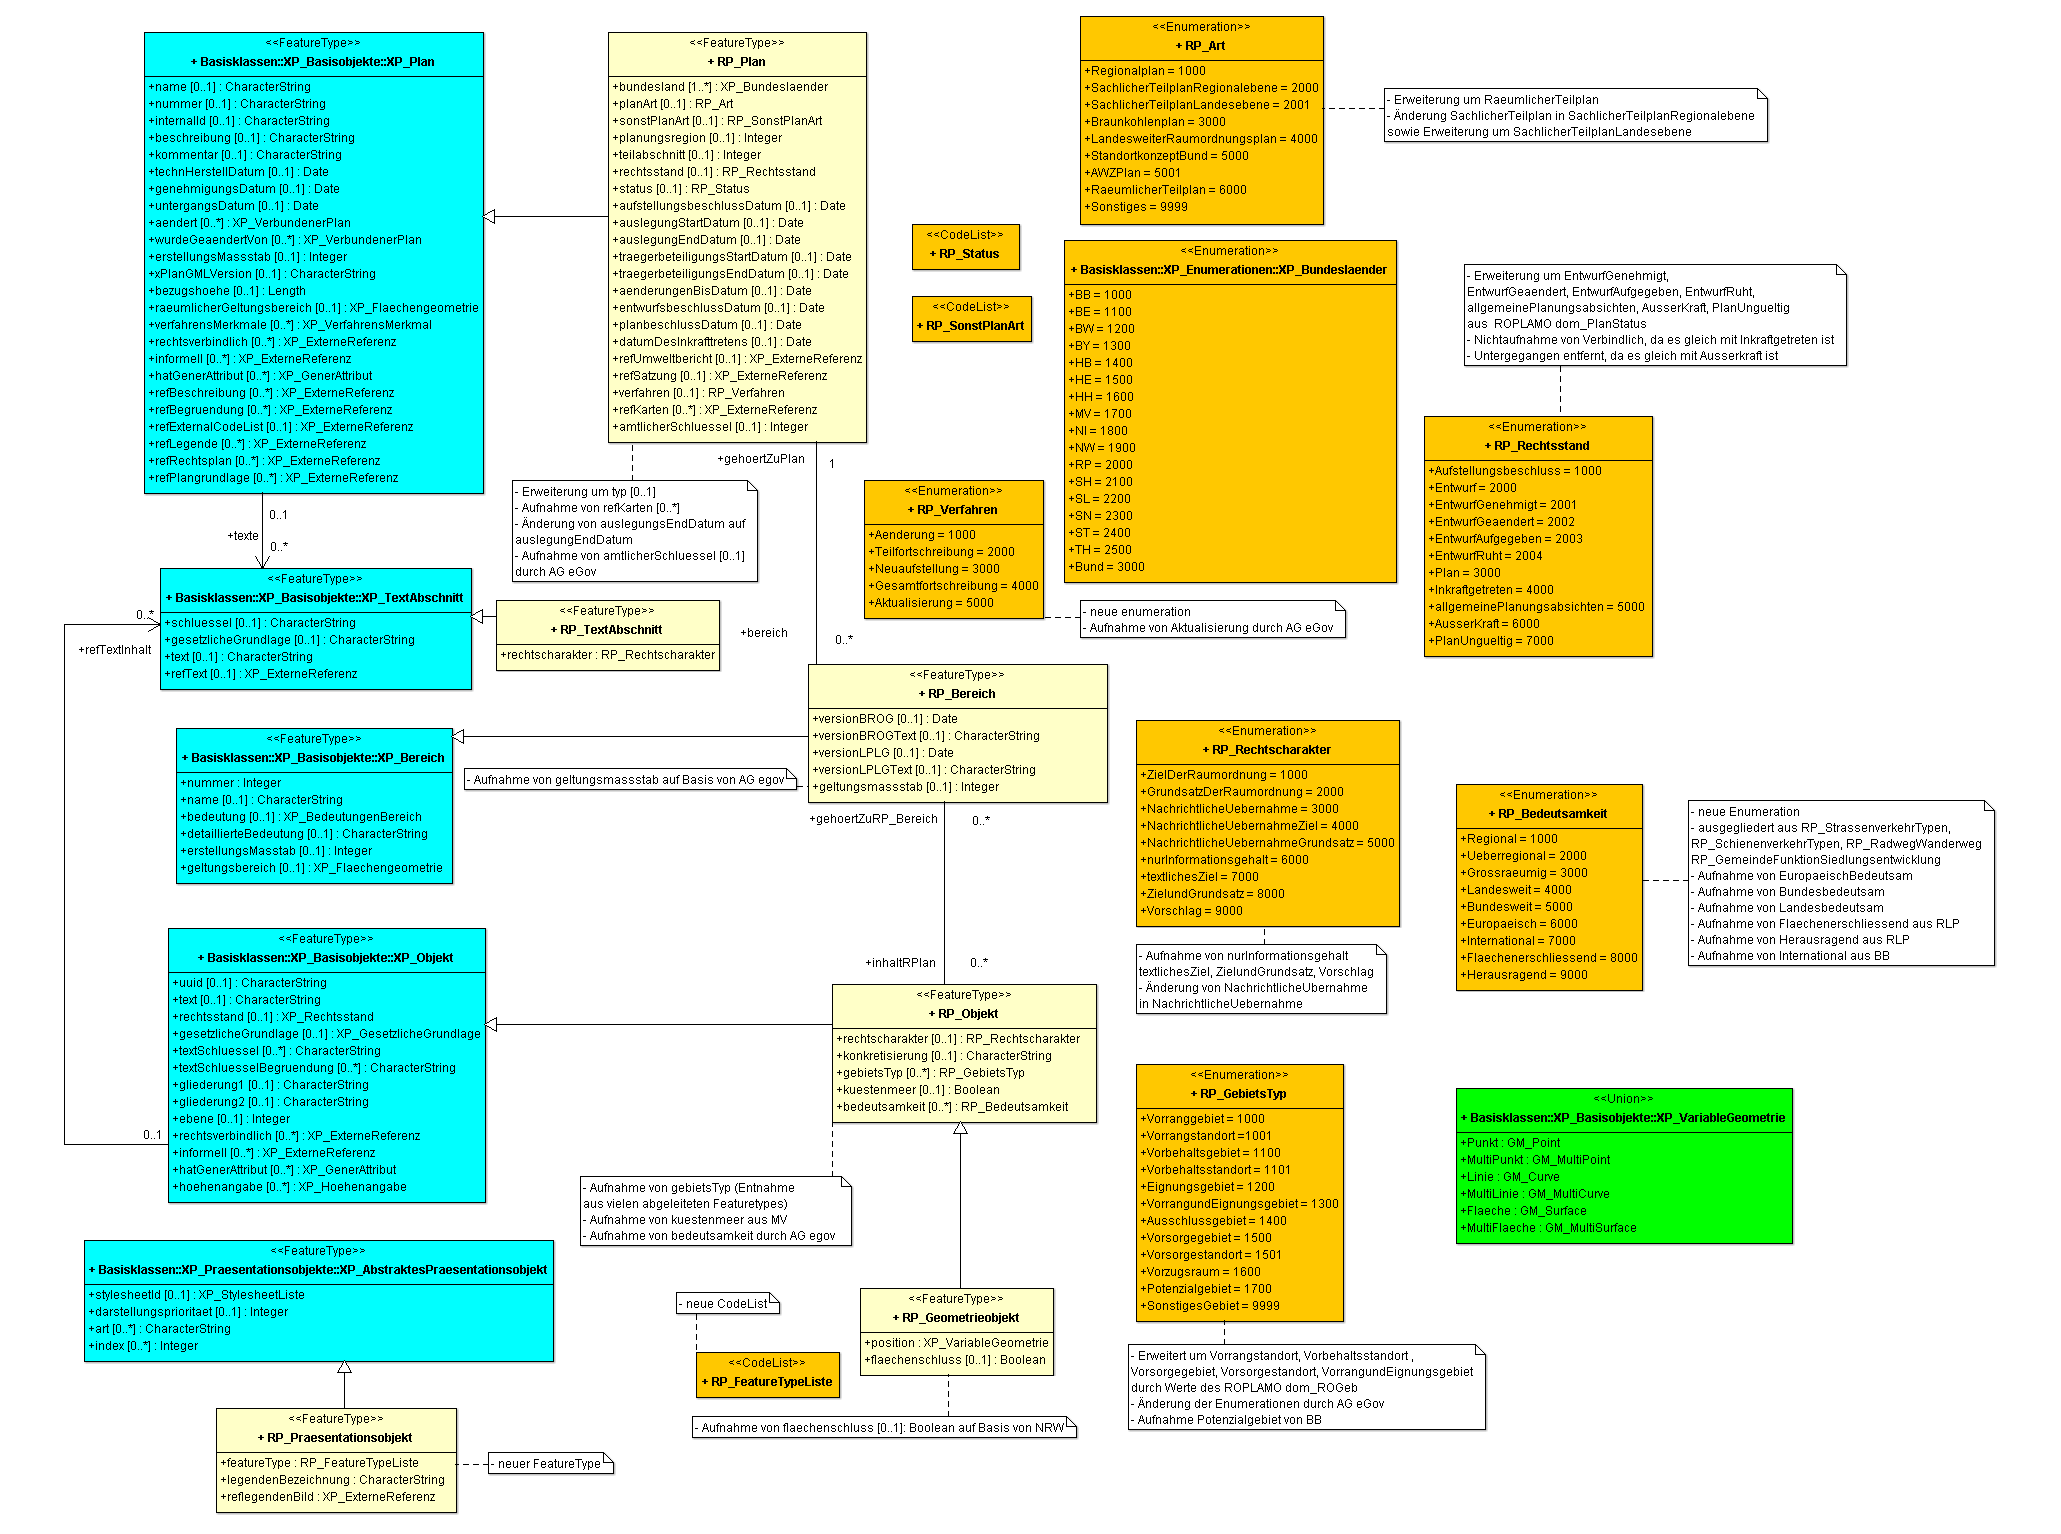 <<FeatureType>>
+ Basisklassen::XP_Basisobjekte::XP_Plan
+name [0..1] : CharacterString
+nummer [0..1] : CharacterString
+internalId [0..1] : CharacterString
+beschreibung [0..1] : CharacterString
+kommentar [0..1] : CharacterString
+technHerstellDatum [0..1] : Date
+genehmigungsDatum [0..1] : Date
+untergangsDatum [0..1] : Date
+aendert [0..*] : XP_VerbundenerPlan
+wurdeGeaendertVon [0..*] : XP_VerbundenerPlan
+erstellungsMassstab [0..1] : Integer
+xPlanGMLVersion [0..1] : CharacterString
+bezugshoehe [0..1] : Length
+raeumlicherGeltungsbereich [0..1] : XP_Flaechengeometrie
+verfahrensMerkmale [0..*] : XP_VerfahrensMerkmal
+rechtsverbindlich [0..*] : XP_ExterneReferenz
+informell [0..*] : XP_ExterneReferenz
+hatGenerAttribut [0..*] : XP_GenerAttribut
+refBeschreibung [0..*] : XP_ExterneReferenz
+refBegruendung [0..*] : XP_ExterneReferenz
+refExternalCodeList [0..1] : XP_ExterneReferenz
+refLegende [0..*] : XP_ExterneReferenz
+refRechtsplan [0..*] : XP_ExterneReferenz
+refPlangrundlage [0..*] : XP_ExterneReferenz
<<FeatureType>>
+ RP_Plan
+bundesland [1..*] : XP_Bundeslaender
+planArt [0..1] : RP_Art
+sonstPlanArt [0..1] : RP_SonstPlanArt
+planungsregion [0..1] : Integer
+teilabschnitt [0..1] : Integer
+rechtsstand [0..1] : RP_Rechtsstand
+status [0..1] : RP_Status
+aufstellungsbeschlussDatum [0..1] : Date
+auslegungStartDatum [0..1] : Date
+auslegungEndDatum [0..1] : Date
+traegerbeteiligungsStartDatum [0..1] : Date
+traegerbeteiligungsEndDatum [0..1] : Date
+aenderungenBisDatum [0..1] : Date
+entwurfsbeschlussDatum [0..1] : Date
+planbeschlussDatum [0..1] : Date
+datumDesInkrafttretens [0..1] : Date
+refUmweltbericht [0..1] : XP_ExterneReferenz
+refSatzung [0..1] : XP_ExterneReferenz
+verfahren [0..1] : RP_Verfahren
+refKarten [0..*] : XP_ExterneReferenz
+amtlicherSchluessel [0..1] : Integer
<<Enumeration>>
+ RP_Art
+Regionalplan = 1000
+SachlicherTeilplanRegionalebene = 2000
+SachlicherTeilplanLandesebene = 2001
+Braunkohlenplan = 3000
+LandesweiterRaumordnungsplan = 4000
+StandortkonzeptBund = 5000
+AWZPlan = 5001
+RaeumlicherTeilplan = 6000
+Sonstiges = 9999
- Erweiterung um RaeumlicherTeilplan
- Änderung SachlicherTeilplan in SachlicherTeilplanRegionalebene
sowie Erweiterung um SachlicherTeilplanLandesebene
<<CodeList>>
+ RP_Status
<<CodeList>>
+ RP_SonstPlanArt
<<Enumeration>>
+ Basisklassen::XP_Enumerationen::XP_Bundeslaender
+BB = 1000
+BE = 1100
+BW = 1200
+BY = 1300
+HB = 1400
+HE = 1500
+HH = 1600
+MV = 1700
+NI = 1800
+NW = 1900
+RP = 2000
+SH = 2100
+SL = 2200
+SN = 2300
+ST = 2400
+TH = 2500
+Bund = 3000
- Erweiterung um EntwurfGenehmigt,
EntwurfGeaendert, EntwurfAufgegeben, EntwurfRuht,
allgemeinePlanungsabsichten, AusserKraft, PlanUngueltig
aus  ROPLAMO dom_PlanStatus
- Nichtaufnahme von Verbindlich, da es gleich mit Inkraftgetreten ist
- Untergegangen entfernt, da es gleich mit Ausserkraft ist
<<Enumeration>>
+ RP_Rechtsstand
+Aufstellungsbeschluss = 1000
+Entwurf = 2000
+EntwurfGenehmigt = 2001
+EntwurfGeaendert = 2002
+EntwurfAufgegeben = 2003
+EntwurfRuht = 2004
+Plan = 3000
+Inkraftgetreten = 4000
+allgemeinePlanungsabsichten = 5000
+AusserKraft = 6000
+PlanUngueltig = 7000
+gehoertZuPlan
1
- Erweiterung um typ [0..1]
- Aufnahme von refKarten [0..*]
- Änderung von auslegungsEndDatum auf
auslegungEndDatum
- Aufnahme von amtlicherSchluessel [0..1]
durch AG eGov
<<Enumeration>>
+ RP_Verfahren
+Aenderung = 1000
+Teilfortschreibung = 2000
+Neuaufstellung = 3000
+Gesamtfortschreibung = 4000
+Aktualisierung = 5000
- neue enumeration
- Aufnahme von Aktualisierung durch AG eGov
0..1
+texte
0..*
<<FeatureType>>
+ Basisklassen::XP_Basisobjekte::XP_TextAbschnitt
+schluessel [0..1] : CharacterString
+gesetzlicheGrundlage [0..1] : CharacterString
+text [0..1] : CharacterString
+refText [0..1] : XP_ExterneReferenz
0..*
+refTextInhalt
<<FeatureType>>
+ RP_TextAbschnitt
+rechtscharakter : RP_Rechtscharakter
+bereich
0..*
<<FeatureType>>
+ RP_Bereich
+versionBROG [0..1] : Date
+versionBROGText [0..1] : CharacterString
+versionLPLG [0..1] : Date
+versionLPLGText [0..1] : CharacterString
+geltungsmassstab [0..1] : Integer
<<FeatureType>>
+ Basisklassen::XP_Basisobjekte::XP_Bereich
+nummer : Integer
+name [0..1] : CharacterString
+bedeutung [0..1] : XP_BedeutungenBereich
+detaillierteBedeutung [0..1] : CharacterString
+erstellungsMasstab [0..1] : Integer
+geltungsbereich [0..1] : XP_Flaechengeometrie
- Aufnahme von geltungsmassstab auf Basis von AG egov
+gehoertZuRP_Bereich
0..*
<<Enumeration>>
+ RP_Rechtscharakter
+ZielDerRaumordnung = 1000
+GrundsatzDerRaumordnung = 2000
+NachrichtlicheUebernahme = 3000
+NachrichtlicheUebernahmeZiel = 4000
+NachrichtlicheUebernahmeGrundsatz = 5000
+nurInformationsgehalt = 6000
+textlichesZiel = 7000
+ZielundGrundsatz = 8000
+Vorschlag = 9000
- Aufnahme von nurInformationsgehalt
textlichesZiel, ZielundGrundsatz, Vorschlag
- Änderung von NachrichtlicheUbernahme
in NachrichtlicheUebernahme
<<Enumeration>>
+ RP_Bedeutsamkeit
+Regional = 1000
+Ueberregional = 2000
+Grossraeumig = 3000
+Landesweit = 4000
+Bundesweit = 5000
+Europaeisch = 6000
+International = 7000
+Flaechenerschliessend = 8000
+Herausragend = 9000
- neue Enumeration
- ausgegliedert aus RP_StrassenverkehrTypen,
RP_SchienenverkehrTypen, RP_RadwegWanderweg
RP_GemeindeFunktionSiedlungsentwicklung
- Aufnahme von EuropaeischBedeutsam
- Aufnahme von Bundesbedeutsam
- Aufnahme von Landesbedeutsam
- Aufnahme von Flaechenerschliessend aus RLP
- Aufnahme von Herausragend aus RLP
- Aufnahme von International aus BB
<<FeatureType>>
+ Basisklassen::XP_Basisobjekte::XP_Objekt
+uuid [0..1] : CharacterString
+text [0..1] : CharacterString
+rechtsstand [0..1] : XP_Rechtsstand
+gesetzlicheGrundlage [0..1] : XP_GesetzlicheGrundlage
+textSchluessel [0..*] : CharacterString
+textSchluesselBegruendung [0..*] : CharacterString
+gliederung1 [0..1] : CharacterString
+gliederung2 [0..1] : CharacterString
+ebene [0..1] : Integer
+rechtsverbindlich [0..*] : XP_ExterneReferenz
+informell [0..*] : XP_ExterneReferenz
+hatGenerAttribut [0..*] : XP_GenerAttribut
+hoehenangabe [0..*] : XP_Hoehenangabe
0..1
+inhaltRPlan
0..*
<<FeatureType>>
+ RP_Objekt
+rechtscharakter [0..1] : RP_Rechtscharakter
+konkretisierung [0..1] : CharacterString
+gebietsTyp [0..*] : RP_GebietsTyp
+kuestenmeer [0..1] : Boolean
+bedeutsamkeit [0..*] : RP_Bedeutsamkeit
- Aufnahme von gebietsTyp (Entnahme
aus vielen abgeleiteten Featuretypes)
- Aufnahme von kuestenmeer aus MV
- Aufnahme von bedeutsamkeit durch AG egov
<<Enumeration>>
+ RP_GebietsTyp
+Vorranggebiet = 1000
+Vorrangstandort =1001
+Vorbehaltsgebiet = 1100
+Vorbehaltsstandort = 1101
+Eignungsgebiet = 1200
+VorrangundEignungsgebiet = 1300
+Ausschlussgebiet = 1400
+Vorsorgegebiet = 1500
+Vorsorgestandort = 1501
+Vorzugsraum = 1600
+Potenzialgebiet = 1700
+SonstigesGebiet = 9999
- Erweitert um Vorrangstandort, Vorbehaltsstandort ,
Vorsorgegebiet, Vorsorgestandort, VorrangundEignungsgebiet
durch Werte des ROPLAMO dom_ROGeb
- Änderung der Enumerationen durch AG eGov
- Aufnahme Potenzialgebiet von BB
<<Union>>
+ Basisklassen::XP_Basisobjekte::XP_VariableGeometrie
+Punkt : GM_Point
+MultiPunkt : GM_MultiPoint
+Linie : GM_Curve
+MultiLinie : GM_MultiCurve
+Flaeche : GM_Surface
+MultiFlaeche : GM_MultiSurface
<<FeatureType>>
+ Basisklassen::XP_Praesentationsobjekte::XP_AbstraktesPraesentationsobjekt
+stylesheetId [0..1] : XP_StylesheetListe
+darstellungsprioritaet [0..1] : Integer
+art [0..*] : CharacterString
+index [0..*] : Integer
<<FeatureType>>
+ RP_Praesentationsobjekt
+featureType : RP_FeatureTypeListe
+legendenBezeichnung : CharacterString
+reflegendenBild : XP_ExterneReferenz
- neuer FeatureType
- neue CodeList
<<CodeList>>
+ RP_FeatureTypeListe
<<FeatureType>>
+ RP_Geometrieobjekt
+position : XP_VariableGeometrie
+flaechenschluss [0..1] : Boolean
- Aufnahme von flaechenschluss [0..1]: Boolean auf Basis von NRW